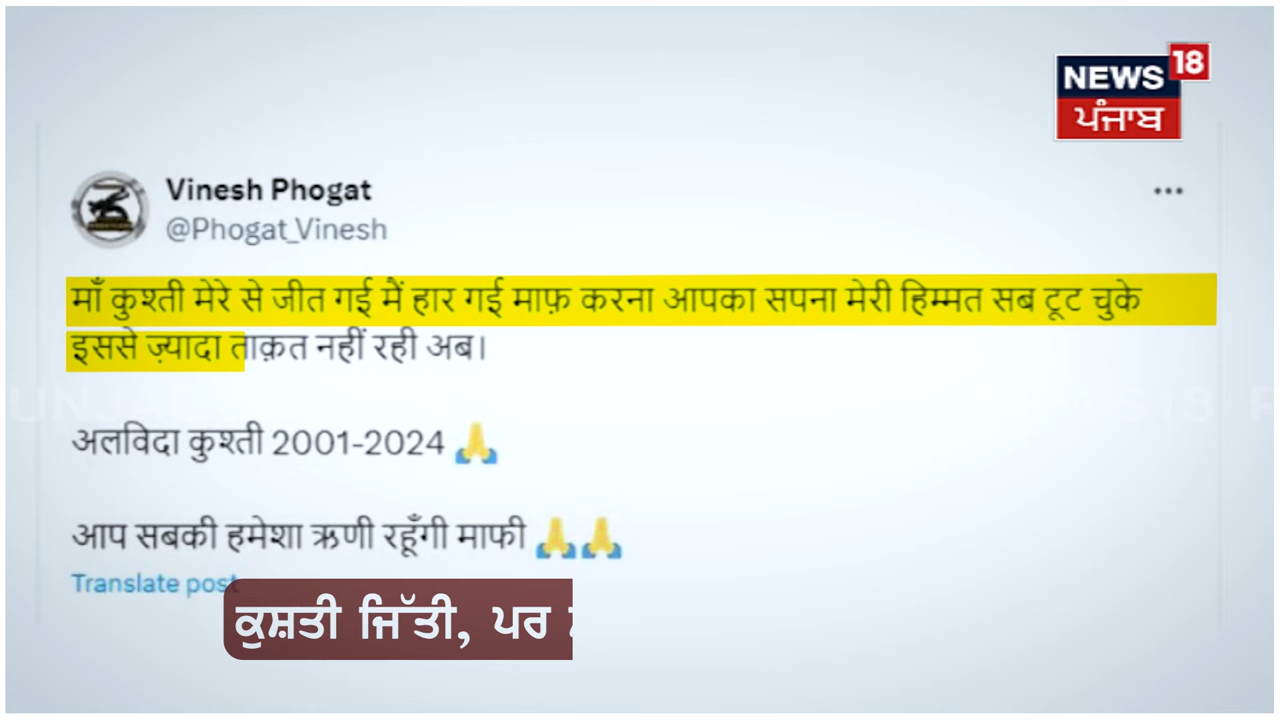 NEWS 18
ਪੰਜਾਬ
Vinesh Phogat
@Phogat_Vinesh
माँ कुश्ती मेरे से जीत गई मैं हार गई माफ़ करना आपका सपना मेरी हिम्मत सब टूट चुके
इससे ज़्यादा ताक़त नहीं रही अब।
अलविदा कुश्ती 2001-2024 🙏
आप सबकी हमेशा ऋणी रहूँगी माफी 🙏🙏
Translate post
ਕੁਸ਼ਤੀ ਜਿੱਤੀ, ਪਰ